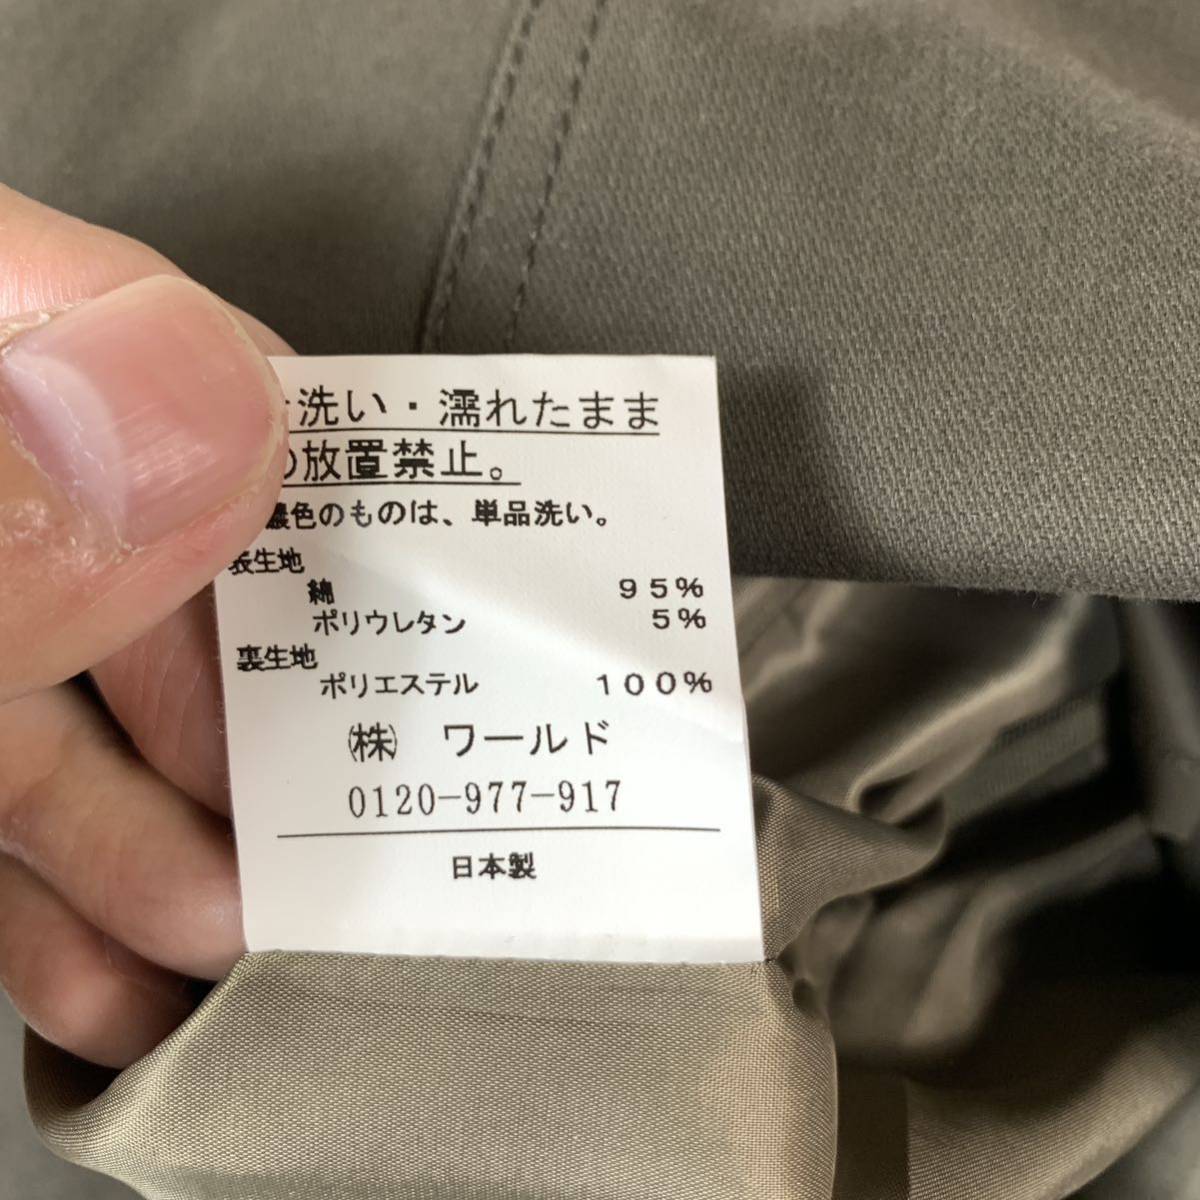 洗い・濡れたまま
の放置禁止。
濃色のものは、単品洗い。
表生地
綿 95%
ポリウレタン 5%
裏生地
ポリエステル 100%
㈱ ワールド
0120-977-917
日本製